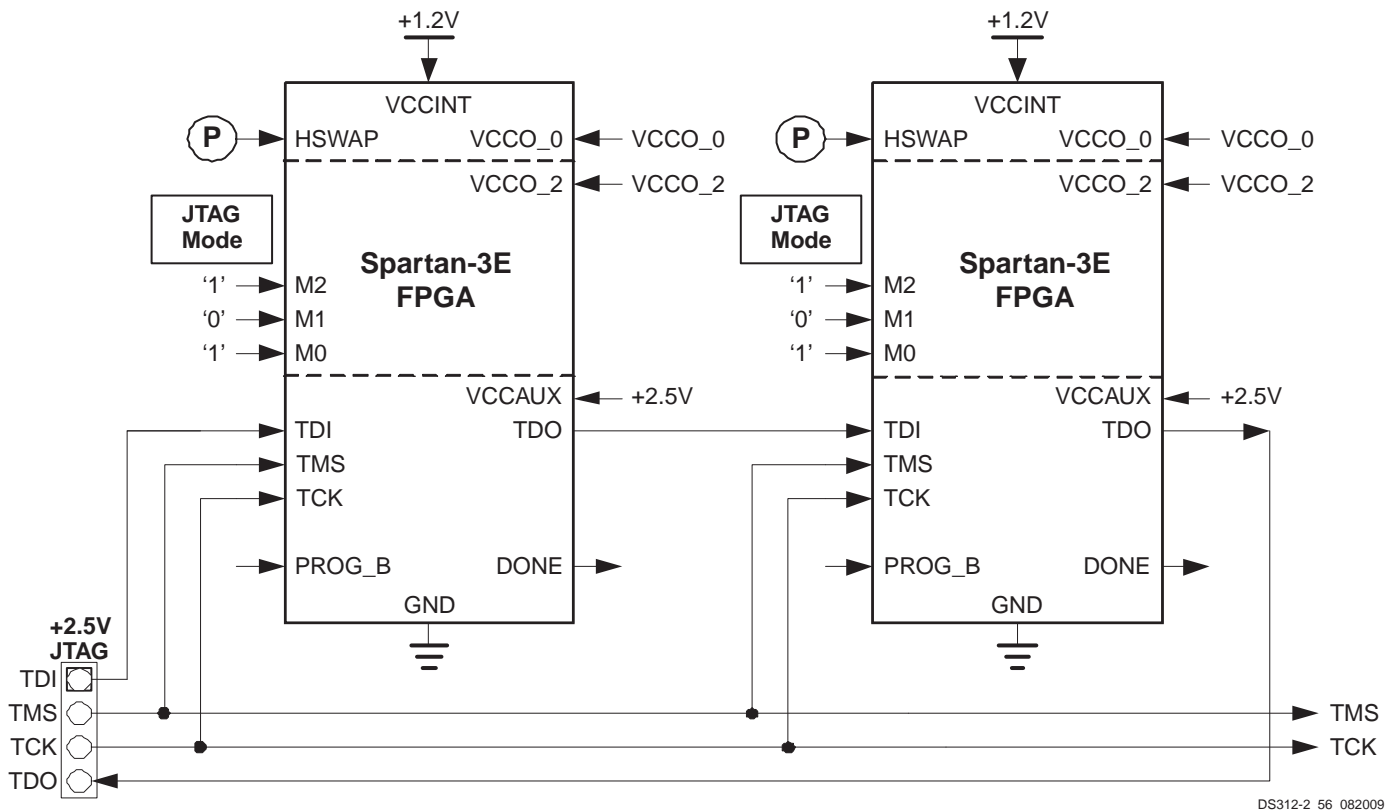 +1.2V
+1.2V
VCCINT
VCCINT
P
HSWAP
VCCO_0
VCCO_0
P
HSWAP
VCCO_0
VCCO_0
VCCO_2
VCCO_2
VCCO_2
VCCO_2
JTAG
Mode
JTAG
Mode
Spartan-3E
FPGA
Spartan-3E
FPGA
‘1’
M2
‘1’
M2
‘0’
M1
‘0’
M1
‘1’
M0
‘1’
M0
VCCAUX
+2.5V
VCCAUX
+2.5V
TDI
TDO
TDI
TDO
TMS
TMS
TCK
TCK
PROG_B
DONE
PROG_B
DONE
GND
GND
+2.5V
JTAG
TDI
TMS
TMS
TCK
TCK
TDO
DS312-2_56_082009